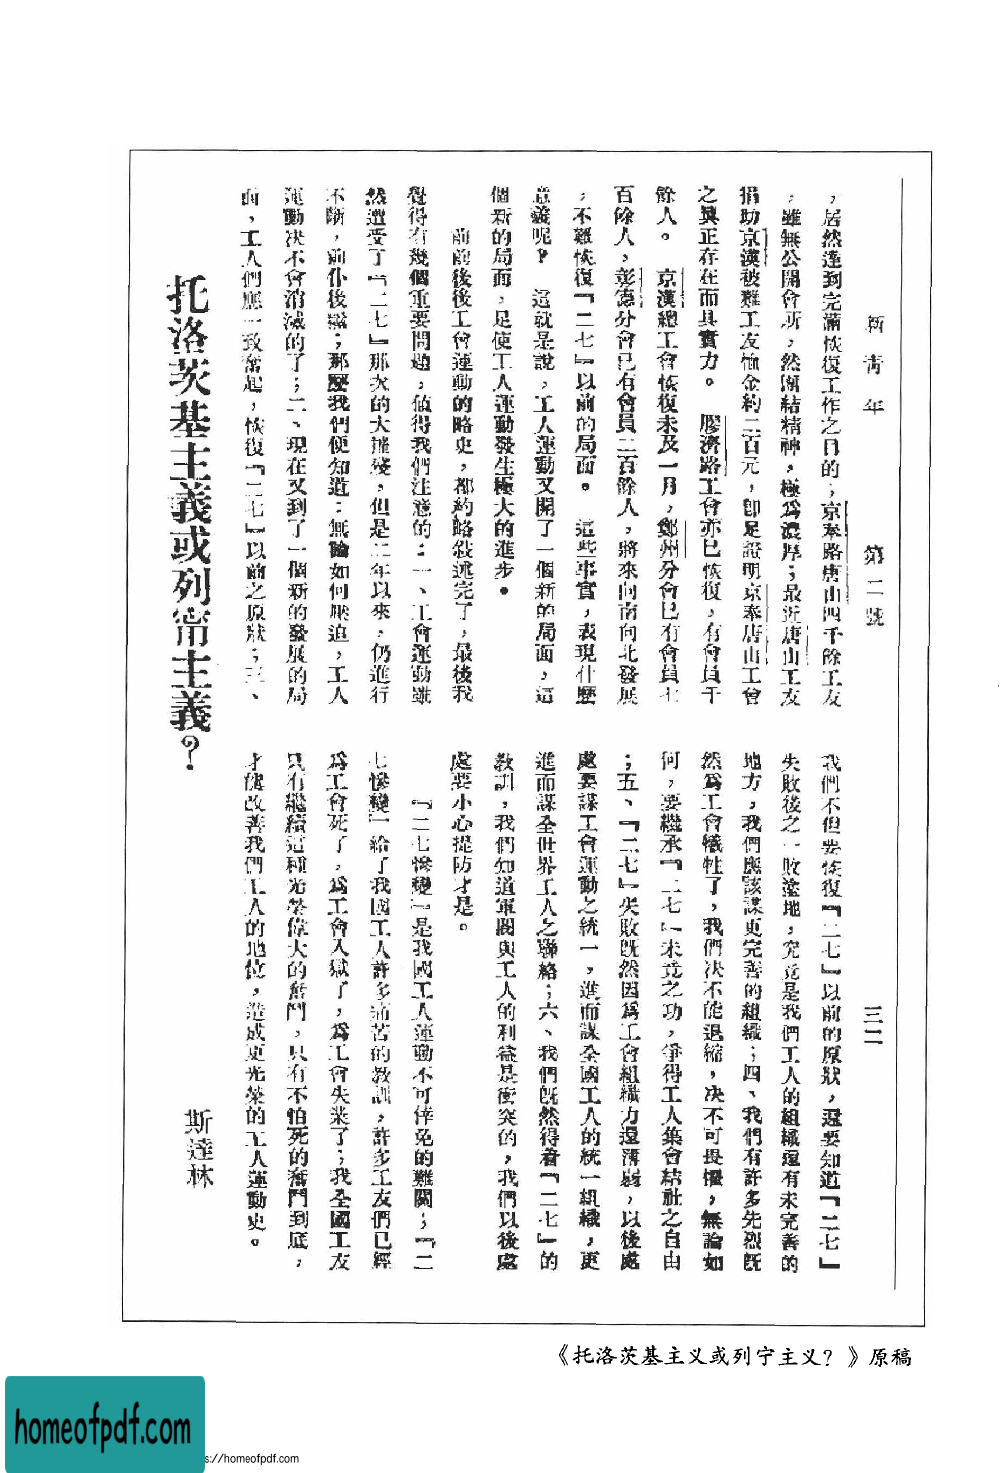 新青年　第二號　三二
，居然達到完滿恢復工作之目的；京奉路唐山四千餘工友
，雖無公開會所，然團結精神，極爲濃厚；最近唐山工友
捐助京漢被難工友恤金約二百元，卽足證明京奉唐山工會
之真正存在而具實力。　膠濟路工會亦已恢復，有會員千
餘人。　京漢總工會恢復未及一月，鄭州分會已有會員七
百餘人，彰德分會已有會員二百餘人，將來向南向北發展
，不難恢復『二七』以前的局面。　這些事實，表現什麼
意義呢？　這就是說，工人運動又開了一個新的局面，這
個新的局面，足使工人運動發生極大的進步。
前前後後工會運動的略史，都約略敍述完了，最後我
覺得有幾個重要問題，值得我們注意的：一、工會運動雖
然遭受了『二七』那次的大摧殘，但是二年以來，仍進行
不斷，前仆後繼；那麼我們便知道：無論如何壓迫，工人
運動决不會消滅的了；二、現在又到了一個新的發展的局
面，工人們應一致奮起，恢復『二七』以前之原狀；三、
我們不但要恢復『二七』以前的原狀，還要知道『二七』
失敗後之一敗塗地，究竟是我們工人的組織還有未完善的
地方，我們應該謀更完善的組織；四、我們有許多先烈旣
然爲工會犧牲了，我們决不能退縮，决不可畏懼，無論如
何，要繼承『二七』未竟之功，爭得工人集會結社之自由
；五、『二七』失敗旣然因爲工會組織力還薄弱，以後處
處要謀工會運動之統一，進而謀全國工人的統一組織，更
進而謀全世界工人之聯絡；六、我們旣然得着『二七』的
敎訓，我們知道軍閥與工人的利益是衝突的，我們以後處
處要小心提防才是。
『二七慘變』是我國工人運動不可倖免的難關；『二
七慘變』給了我國工人許多痛苦的敎訓，許多工友們已經
爲工會死了，爲工會入獄了，爲工會失業了；我全國工友
只有繼續這種光榮偉大的奮鬥，只有不怕死的奮鬥到底，
才能改善我們工人的地位，造成更光榮的工人運動史。
托洛茨基主義或列甯主義？
斯達林
《托洛茨基主义或列宁主义？》原稿
homeofpdf.com
s://homeofpdf.com